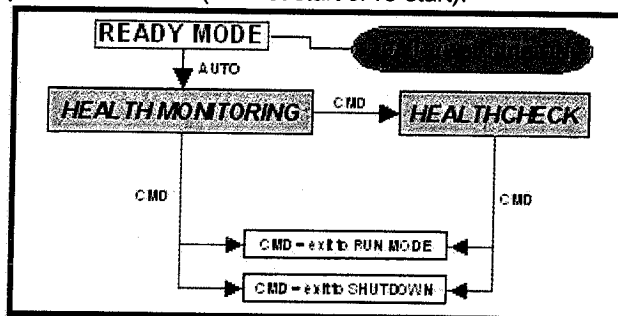 READY MODE
AUTO
HEALTH MONITORING
CMD
HEALTHCHECK
CMD
CMD
CMD = exit to RUN MODE
CMD = exit to SHUTDOWN